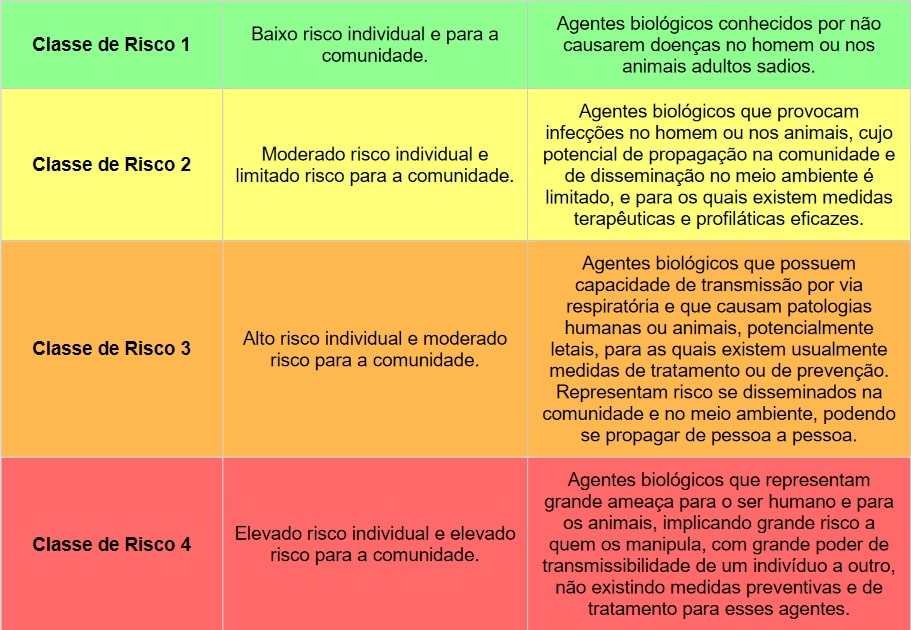 Classe de Risco 1
Baixo risco individual e para a
comunidade.
Agentes biológicos conhecidos por não
causarem doenças no homem ou nos
animais adultos sadios.
Classe de Risco 2
Moderado risco individual e
limitado risco para a comunidade.
Agentes biológicos que provocam
infecções no homem ou nos animais, cujo
potencial de propagação na comunidade e
de disseminação no meio ambiente é
limitado, e para os quais existem medidas
terapêuticas e profiláticas eficazes.
Classe de Risco 3
Alto risco individual e moderado
risco para a comunidade.
Agentes biológicos que possuem
capacidade de transmissão por via
respiratória e que causam patologias
humanas ou animais, potencialmente
letais, para as quais existem usualmente
medidas de tratamento ou de prevenção.
Representam risco se disseminados na
comunidade e no meio ambiente, podendo
se propagar de pessoa a pessoa.
Classe de Risco 4
Elevado risco individual e elevado
risco para a comunidade.
Agentes biológicos que representam
grande ameaça para o ser humano e para
os animais, implicando grande risco a
quem os manipula, com grande poder de
transmissibilidade de um indivíduo a outro,
não existindo medidas preventivas e de
tratamento para esses agentes.